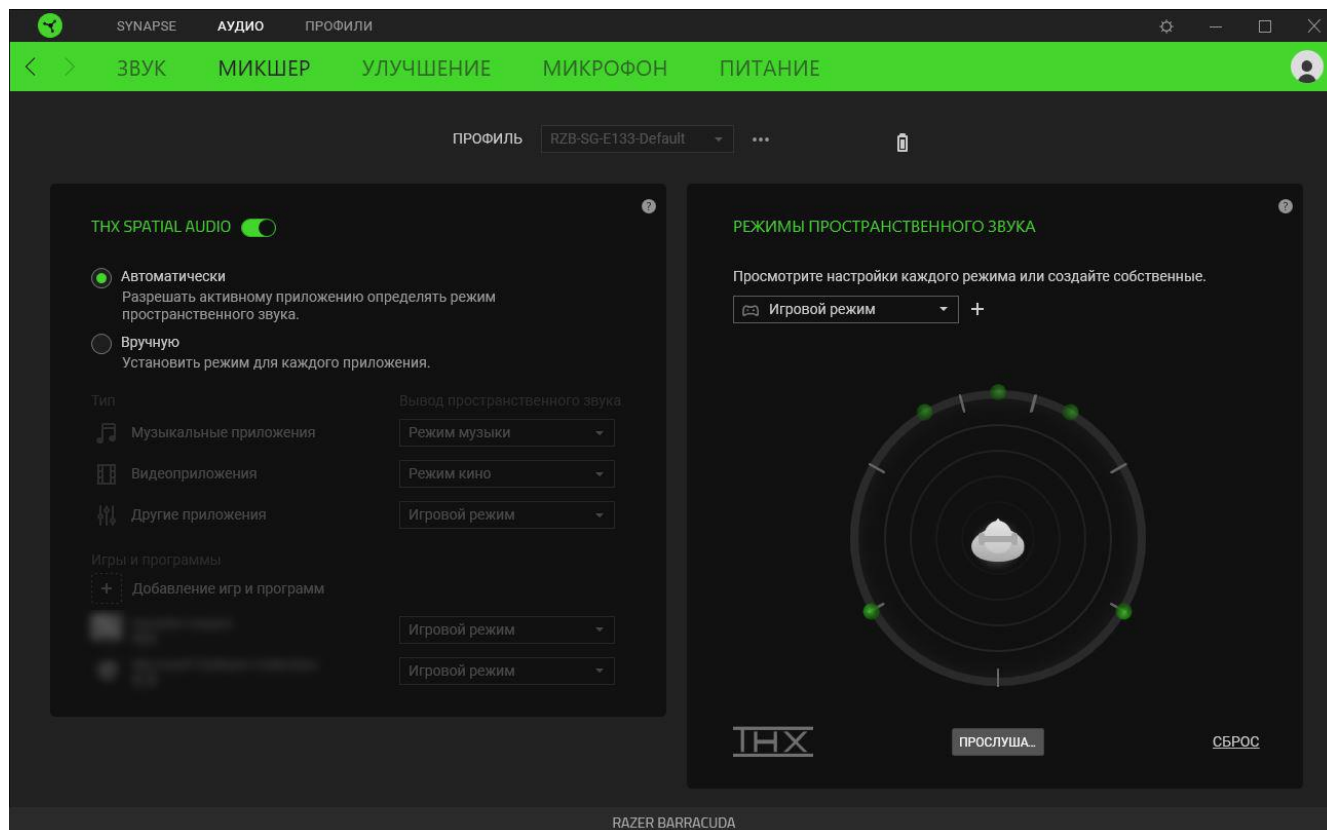 SYNAPSE АУДИО ПРОФИЛИ
ЗВУК МИКШЕР УЛУЧШЕНИЕ МИКРОФОН ПИТАНИЕ
ПРОФИЛЬ RZB-SG-E133-Default
THX SPATIAL AUDIO
Автоматически
Разрешать активному приложению определять режим
пространственного звука.
Вручную
Установить режим для каждого приложения.
Тип Вывод пространственного звука
Музыкальные приложения Режим музыки
Видеоприложения Режим кино
Другие приложения Игровой режим
Игры и программы
+ Добавление игр и программ
Игровой режим
Игровой режим
РЕЖИМЫ ПРОСТРАНСТВЕННОГО ЗВУКА
Просмотрите настройки каждого режима или создайте собственные.
Игровой режим +
THX ПРОСЛУША... СБРОС
RAZER BARRACUDA